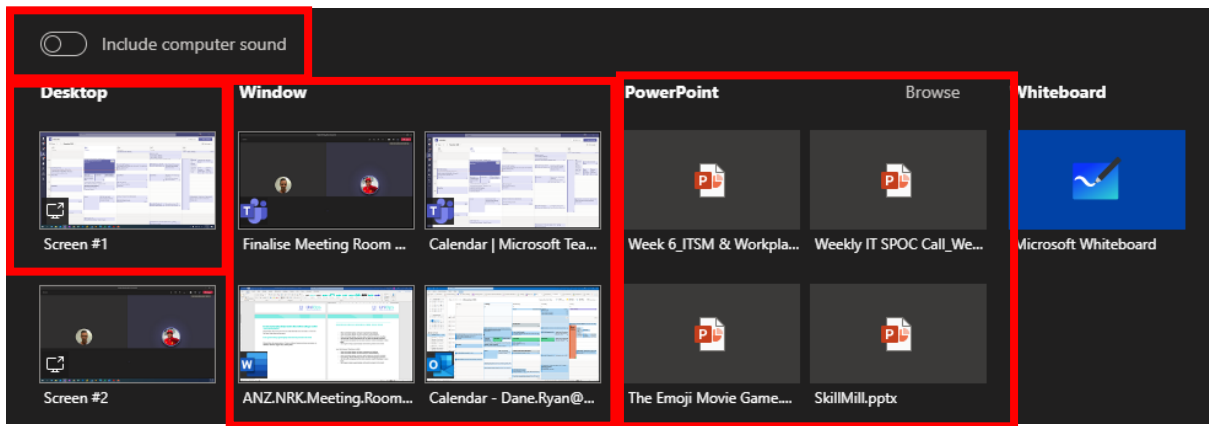 Include computer sound
Desktop
Window
PowerPoint
Browse
Whiteboard
Screen #1
Finalise Meeting Room ...
Calendar | Microsoft Tea...
Week 6_ITSM & Workpla...
Weekly IT SPOC Call_We...
Microsoft Whiteboard
Screen #2
ANZ.NRK.Meeting.Room...
Calendar - Dane.Ryan@...
The Emoji Movie Game....
SkillMill.pptx